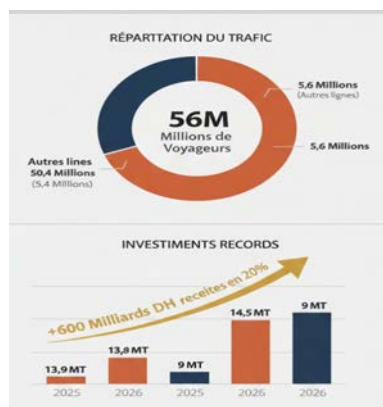 RÉPARTTATION DU TRAFIC
5,6 Millions
(Autres lignes)
56M
Millions de
Voyageurs
5,6 Millions
Autres lines
50,4 Millions
(5,4 Millions)
INVESTIMENTS RECORDS
+600 Milliards DH receites en 20%
13,9 MT
13,8 MT
9 MT
14,5 MT
9 MT
2025
2026
2025
2026
2026